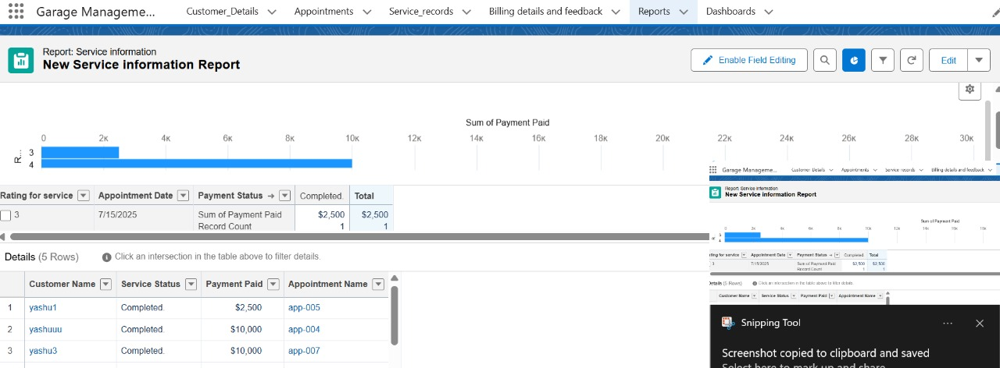 Garage Manageme... Customer_Details Appointments Service_records Billing details and feedback Reports Dashboards
Report: Service information
New Service information Report
Enable Field Editing
Edit
Sum of Payment Paid
0 2K 4K 6K 8K 10K 12K 14K 16K 18K 20K 22K 24K 26K 28K 30K
R...
3
4
Rating for service Appointment Date Payment Status → Completed. Total
3 7/15/2025 Sum of Payment Paid $2,500 $2,500
Record Count 1 1
Details (5 Rows) Click an intersection in the table above to filter details.
Customer Name Service Status Payment Paid Appointment Name
1 yashu1 Completed. $2,500 app-005
2 yashuuu Completed. $10,000 app-004
3 yashu3 Completed. $10,000 app-007
Garage Manageme... Customer Details Appointments Service records Billing details and feedback
Report: Service information
New Service information Report
Sum of Payment Paid
0 2K 4K 6K 8K 10K 12K 14K 16K 18K
3
4
ting for service Appointment Date Payment Status → Completed. Total
3 7/15/2025 Sum of Payment Paid $2,500 $2,500
Record Count 1 1
Details (5 Rows) Click an intersection in the table above to filter details.
Customer Name Service Status Payment Paid Appointment Name
Snipping Tool
Screenshot copied to clipboard and saved
Select here to mark up and share